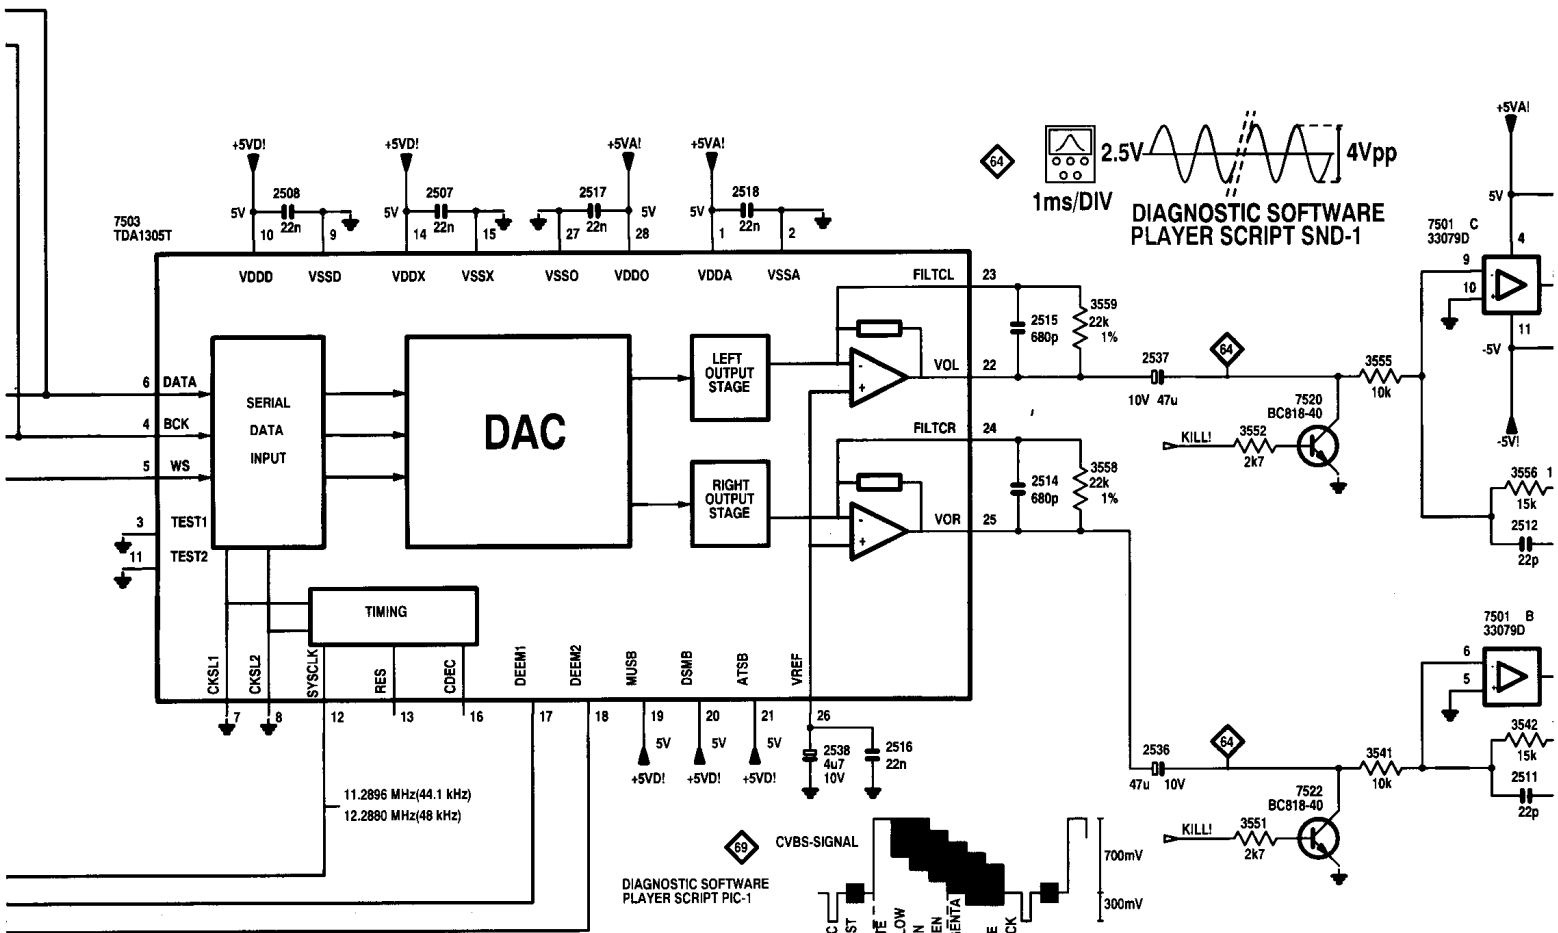 +5VD!
+5VD!
+5VA!
+5VA!
2508
22n
5V
10
9
2507
22n
5V
14
15
2517
22n
5V
27
28
2518
22n
5V
1
2
7503
TDA1305T
VDDD
VSSD
VDDX
VSSX
VSSO
VDDO
VDDA
VSSA
64
2.5V
4Vpp
1ms/DIV
DIAGNOSTIC SOFTWARE
PLAYER SCRIPT SND-1
+5VA!
5V
7501 C
33079D
4
9
10
-
+
11
-5V
-5V!
FILTCL 23
2515
680p
3559
22k
1%
VOL 22
2537
10V 47u
64
3555
10k
7520
BC818-40
KILL!
3552
2k7
3556 1
15k
2512
22p
6 DATA
4 BCK
5 WS
3 TEST1
11 TEST2
SERIAL
DATA
INPUT
DAC
LEFT
OUTPUT
STAGE
-
+
RIGHT
OUTPUT
STAGE
-
+
FILTCR 24
2514
680p
3558
22k
1%
VOR 25
TIMING
CKSL1
CKSL2
SYSCLK
RES
CDEC
DEEM1
DEEM2
MUSB
DSMB
ATSB
VREF
7
8
12
13
16
17
18
19
20
21
26
5V
5V
5V
+5VD!
+5VD!
+5VD!
2538
4u7
10V
2516
22n
11.2896 MHz(44.1 kHz)
12.2880 MHz(48 kHz)
7501 B
33079D
6
5
-
+
2536
47u 10V
64
3541
10k
3542
15k
2511
22p
7522
BC818-40
KILL!
3551
2k7
69
CVBS-SIGNAL
DIAGNOSTIC SOFTWARE
PLAYER SCRIPT PIC-1
700mV
300mV
C
ST
TE
LOW
N
EN
GENTA
E
CK